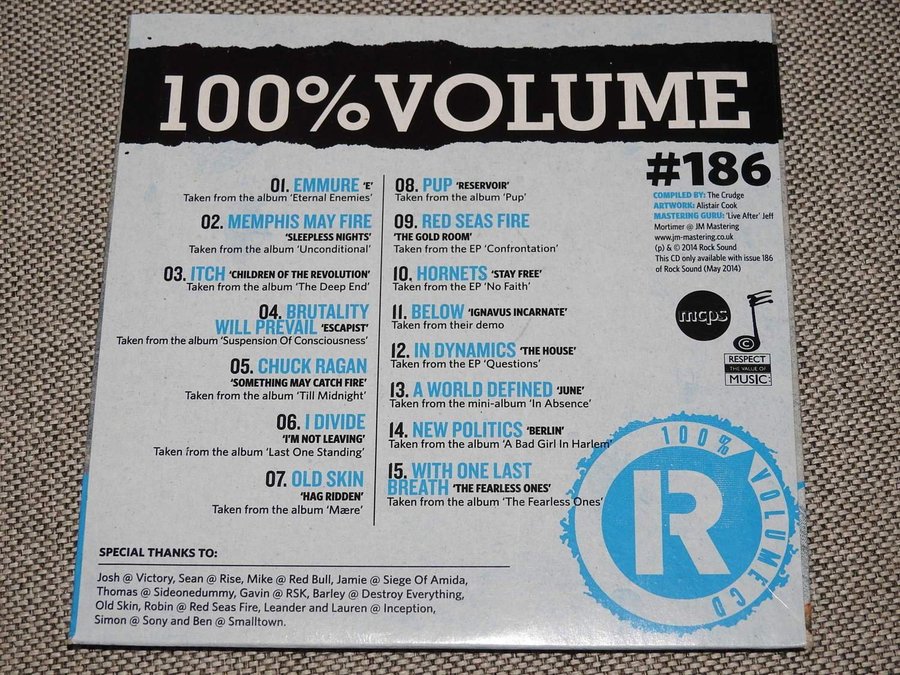 100% VOLUME
#186
01. EMMURE 'E'
Taken from the album 'Eternal Enemies'
02. MEMPHIS MAY FIRE
'SLEEPLESS NIGHTS'
Taken from the album 'Unconditional'
03. ITCH 'CHILDREN OF THE REVOLUTION'
Taken from the album 'The Deep End'
04. BRUTALITY
WILL PREVAIL 'ESCAPIST'
Taken from the album 'Suspension Of Consciousness'
05. CHUCK RAGAN
'SOMETHING MAY CATCH FIRE'
Taken from the album 'Till Midnight'
06. I DIVIDE
'I'M NOT LEAVING'
Taken from the album 'Last One Standing'
07. OLD SKIN
'HAG RIDDEN'
Taken from the album 'Mære'
08. PUP 'RESERVOIR'
Taken from the album 'Pup'
09. RED SEAS FIRE
'THE GOLD ROOM'
Taken from the EP 'Confrontation'
10. HORNETS 'STAY FREE'
Taken from the EP 'No Faith'
11. BELOW 'IGNAVUS INCARNATE'
Taken from their demo
12. IN DYNAMICS 'THE HOUSE'
Taken from the EP 'Questions'
13. A WORLD DEFINED 'JUNE'
Taken from the mini-album 'In Absence'
14. NEW POLITICS 'BERLIN'
Taken from the album 'A Bad Girl In Harlem'
15. WITH ONE LAST
BREATH 'THE FEARLESS ONES'
Taken from the album 'The Fearless Ones'
COMPILED BY: The Crudge
ARTWORK: Alistair Cook
MASTERING GURU: 'Live After' Jeff
Mortimer @ JM Mastering
www.jm-mastering.co.uk
(p) & © 2014 Rock Sound
This CD only available with issue 186
of Rock Sound (May 2014)
mcps
©
RESPECT
THE VALUE OF
MUSIC:
100% VOLUME CD
R
SPECIAL THANKS TO:
Josh @ Victory, Sean @ Rise, Mike @ Red Bull, Jamie @ Siege Of Amida,
Thomas @ Sideonedummy, Gavin @ RSK, Barley @ Destroy Everything,
Old Skin, Robin @ Red Seas Fire, Leander and Lauren @ Inception,
Simon @ Sony and Ben @ Smalltown.